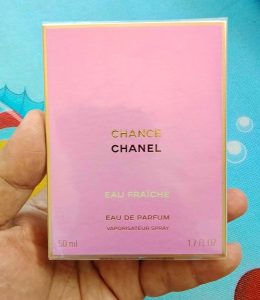 CHANCE
CHANEL
EAU FRAÎCHE
EAU DE PARFUM
VAPORISATEUR SPRAY
50 ml 1.7 FL. OZ